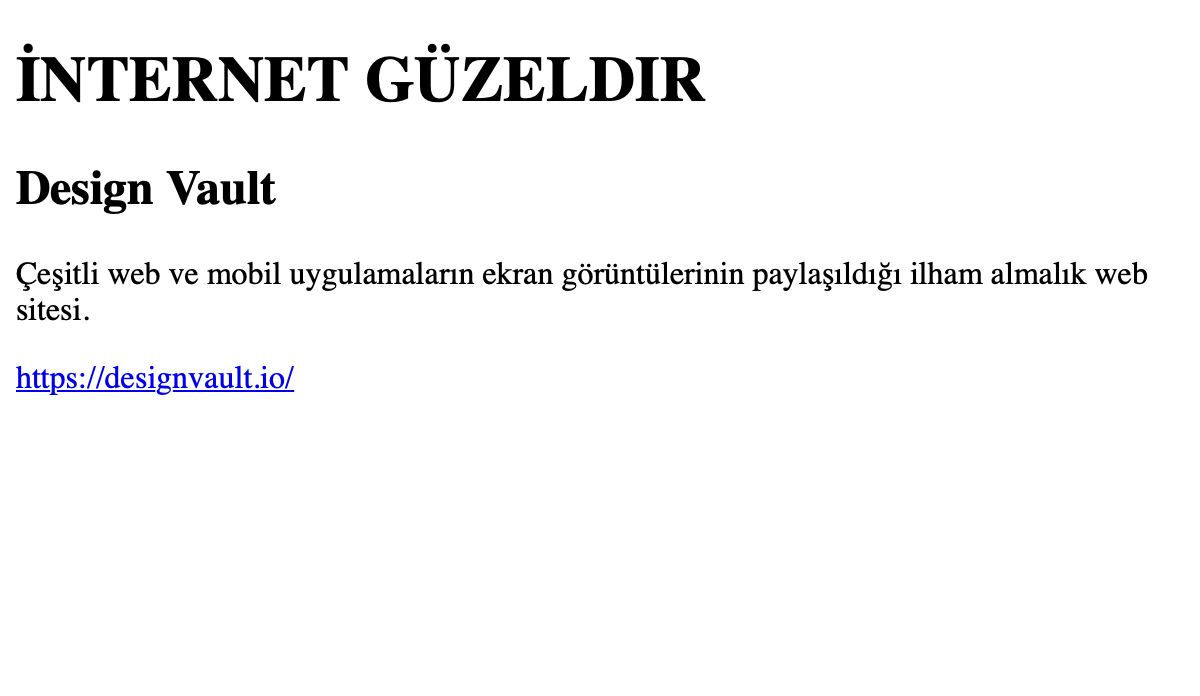 İNTERNET GÜZELDIR
Design Vault
Çeşitli web ve mobil uygulamaların ekran görüntülerinin paylaşıldığı ilham almalık web
sitesi.
https://designvault.io/